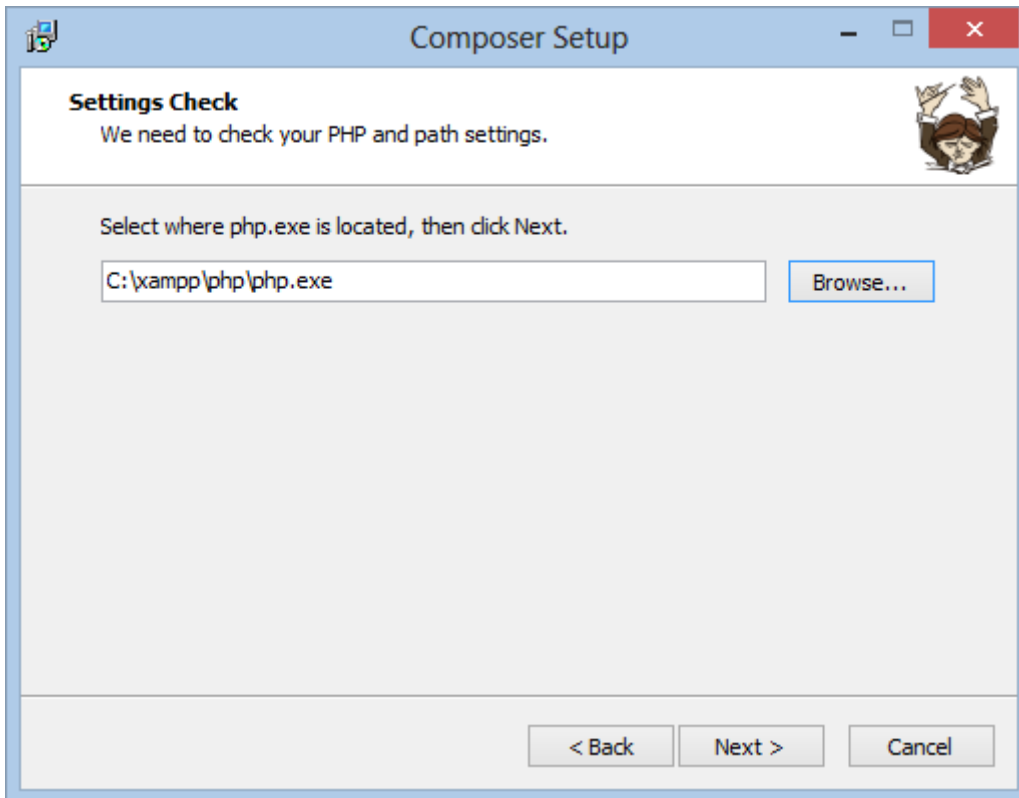 Composer Setup
Settings Check
We need to check your PHP and path settings.
Select where php.exe is located, then click Next.
C:\xampp\php\php.exe
Browse...
< Back
Next >
Cancel